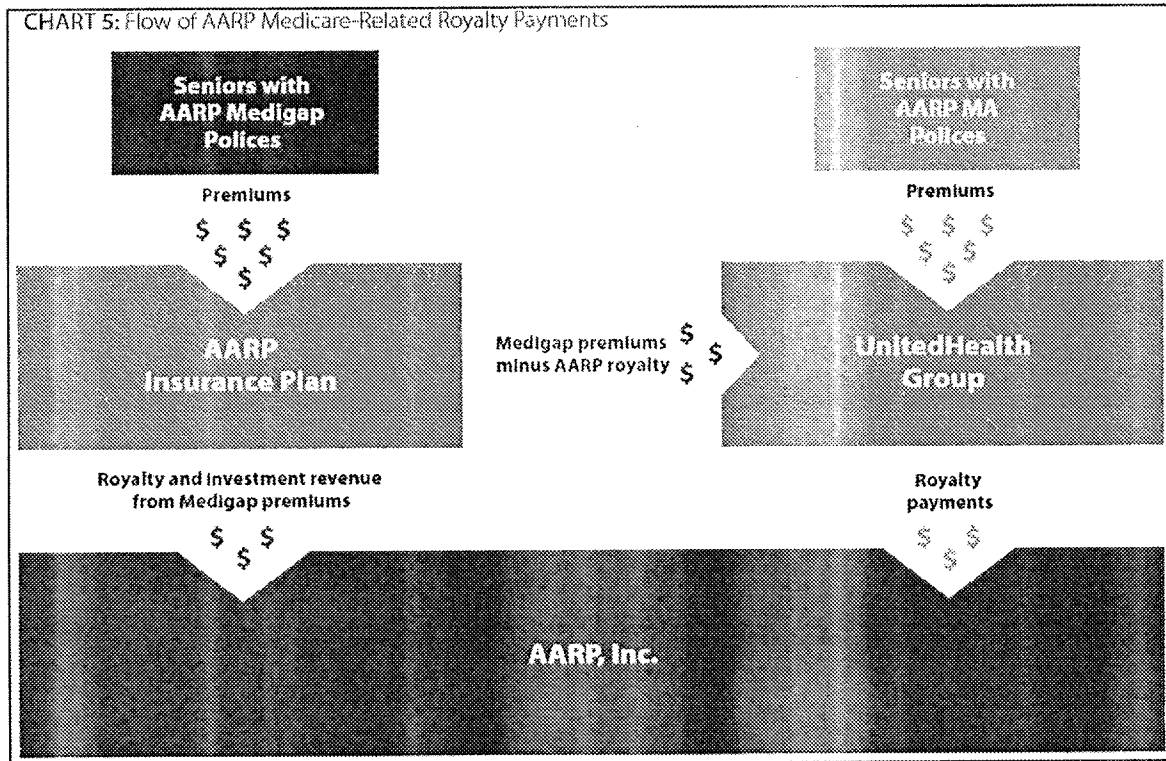 CHART 5: Flow of AARP Medicare-Related Royalty Payments
Seniors with
AARP Medigap
Polices
Seniors with
AARP MA
Polices
Premiums
$ $ $
$ $
$
Premiums
$ $ $
$ $
$
AARP
Insurance Plan
Medigap premiums
minus AARP royalty
$
$
$
UnitedHealth
Group
Royalty and investment revenue
from Medigap premiums
$ $
$
Royalty
payments
$ $
$
AARP, Inc.